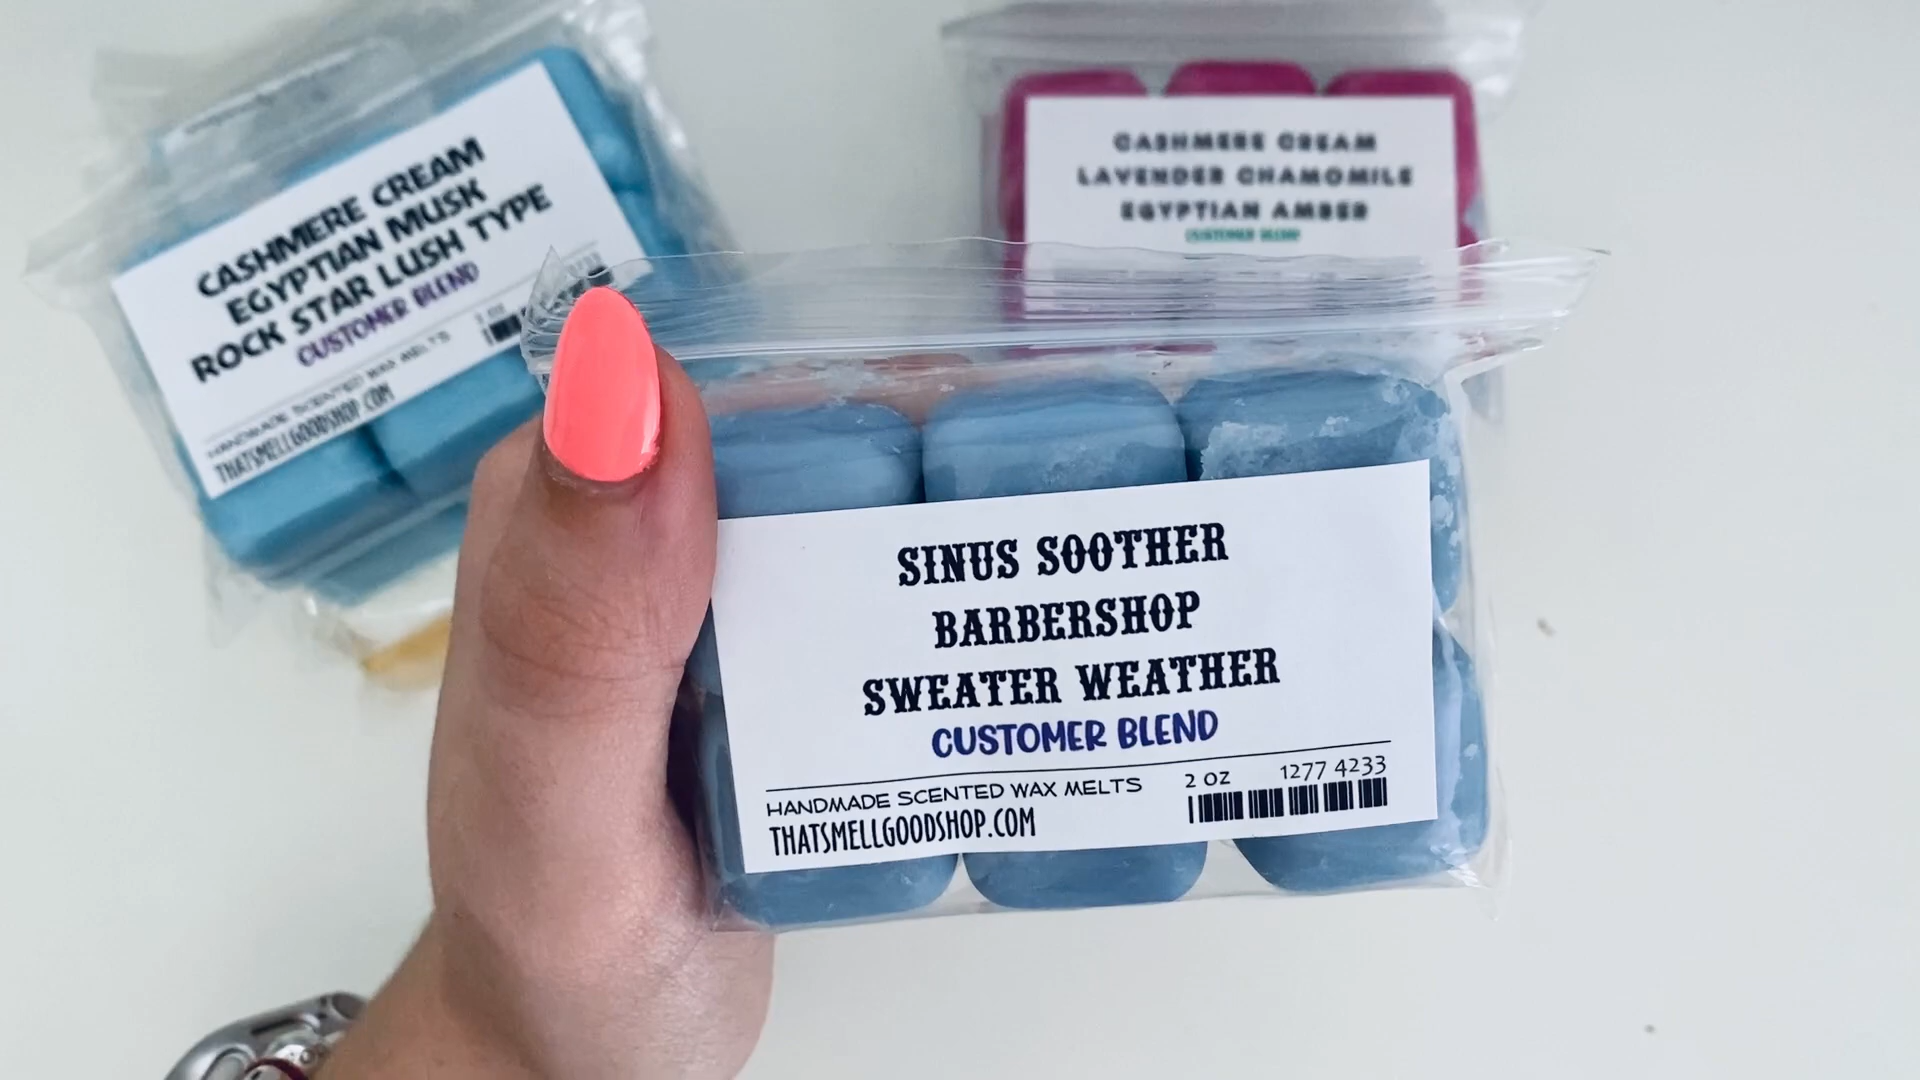 CASHMERE CREAM
EGYPTIAN MUSK
ROCK STAR LUSH TYPE
CUSTOMER BLEND
2 OZ
HANDMADE SCENTED WAX MELTS
THATSMELLGOODSHOP.COM
CASHMERE CREAM
LAVENDER CHAMOMILE
EGYPTIAN AMBER
CUSTOMER BLEND
SINUS SOOTHER
BARBERSHOP
SWEATER WEATHER
CUSTOMER BLEND
HANDMADE SCENTED WAX MELTS
2 OZ
1277 4233
THATSMELLGOODSHOP.COM